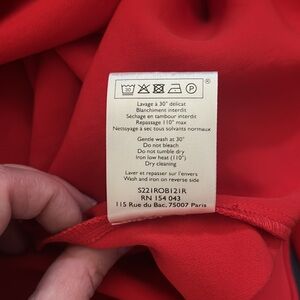 Lavage à 30° délicat
Blanchiment interdit
Séchage en tambour interdit
Repassage 110° max
Nettoyage à sec tous solvants normaux
Gentle wash at 30°
Do not bleach
Do not tumble dry
Iron low heat (110°)
Dry cleaning
Laver et repasser sur l'envers
Wash and iron on reverse side
S221ROB121R
RN 154 043
115 Rue du Bac, 75007 Paris